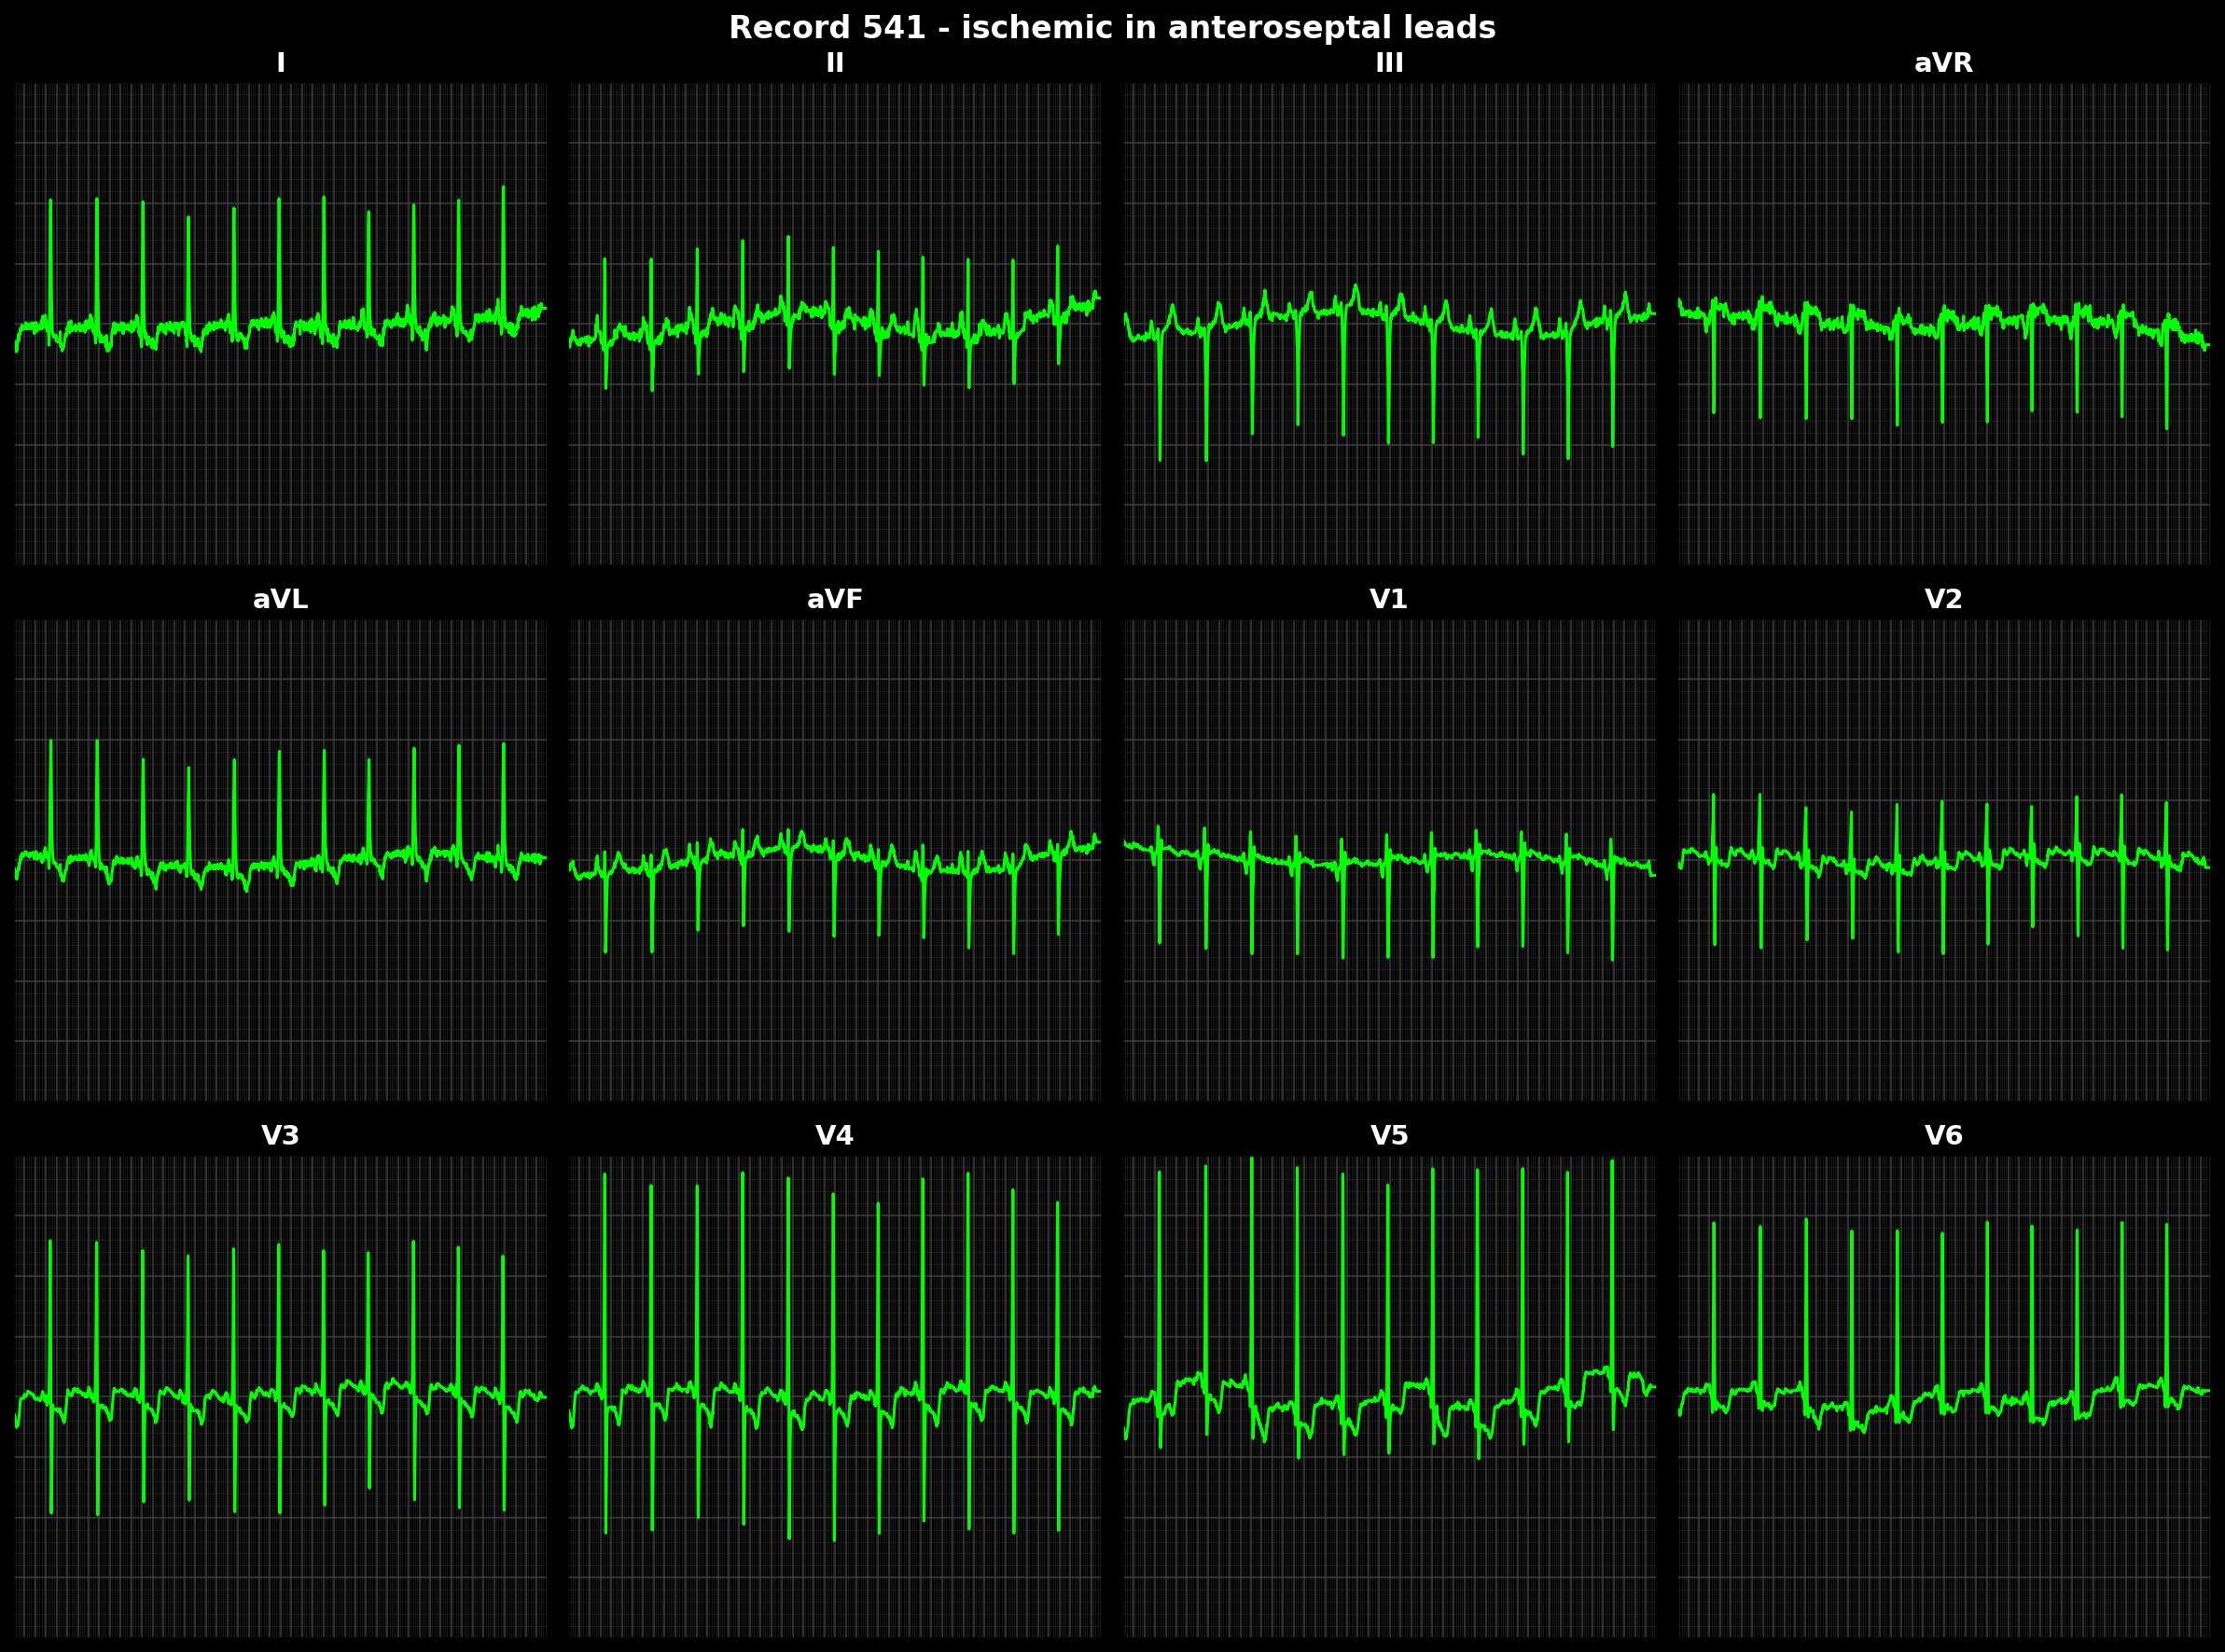 Record 541 - ischemic in anteroseptal leads
I II III aVR
aVL aVF V1 V2
V3 V4 V5 V6